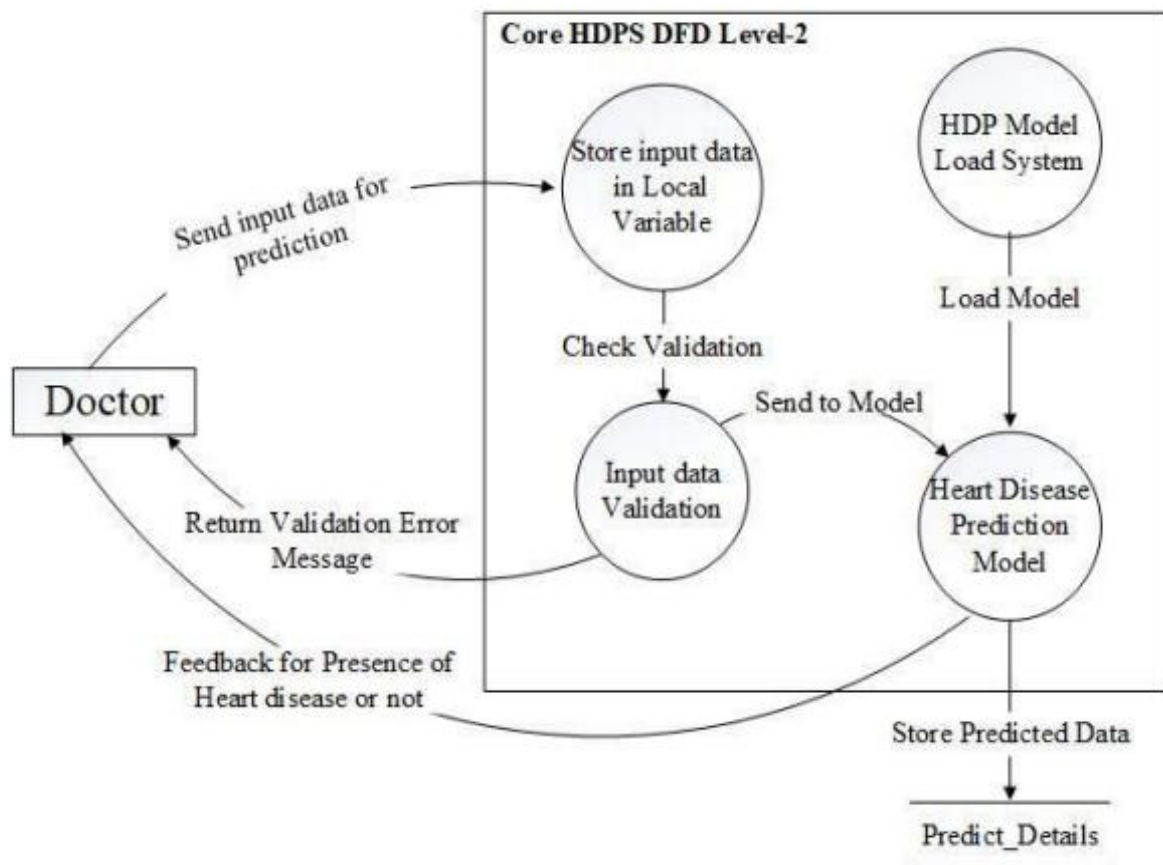 Core HDPS DFD Level-2
Store input data
in Local
Variable
HDP Model
Load System
Send input data for
prediction
Load Model
Check Validation
Doctor
Send to Model
Input data
Validation
Heart Disease
Prediction
Model
Return Validation Error
Message
Feedback for Presence of
Heart disease or not
Store Predicted Data
Predict_Details